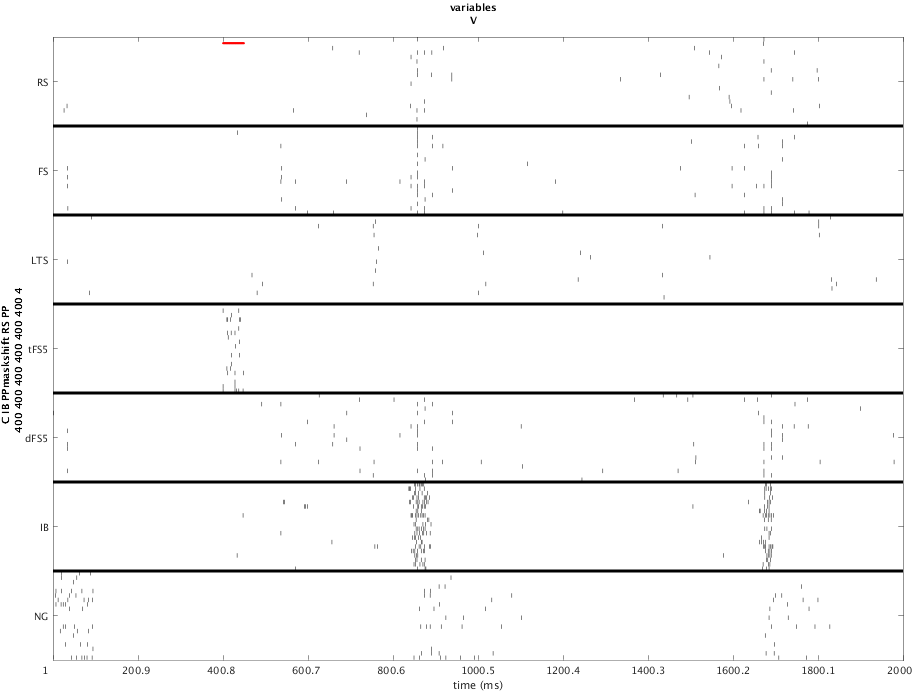 variables
V
C IB PPmaskshift RS PP
400 400 400 400 400 400 400 4
RS
FS
LTS
tFS5
dFS5
IB
NG
1 200.9 400.8 600.7 800.6 1000.5 1200.4 1400.3 1600.2 1800.1 2000
time (ms)